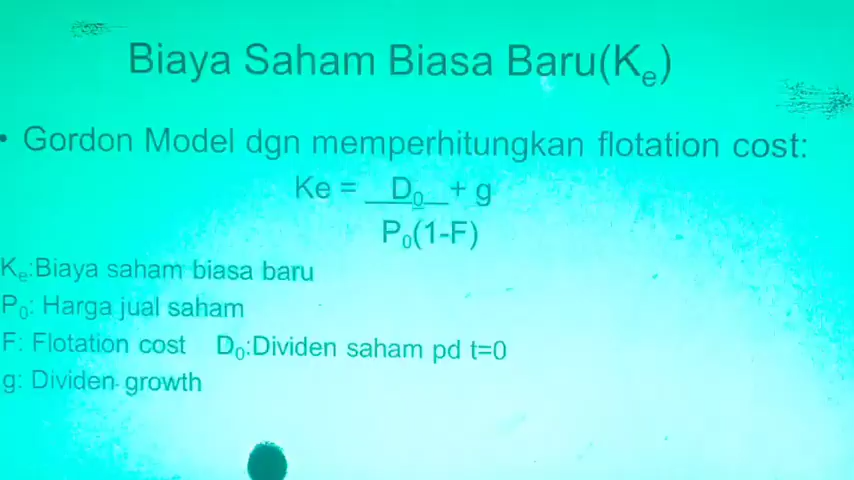 Biaya Saham Biasa Baru(Ke)
• Gordon Model dgn memperhitungkan flotation cost:
Ke = D0 + g
P0(1-F)
Ke:Biaya saham biasa baru
P0: Harga jual saham
F: Flotation cost D0:Dividen saham pd t=0
g: Dividen growth